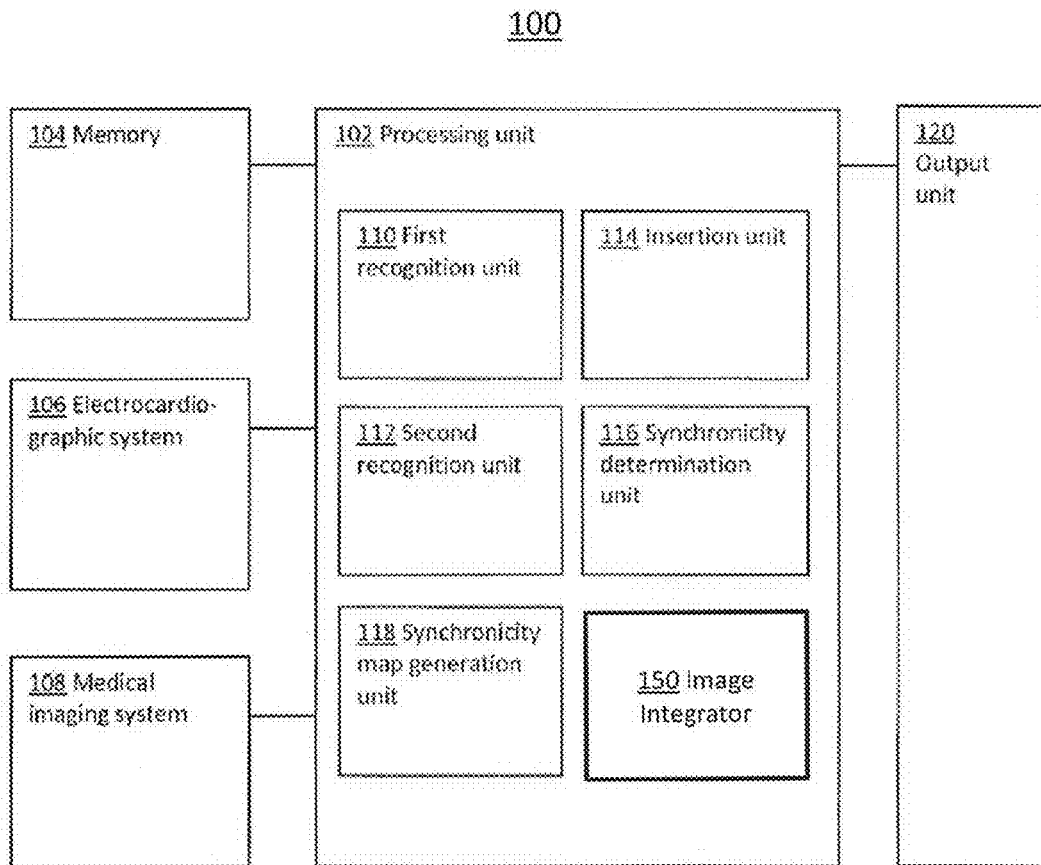 100
104 Memory
102 Processing unit
120
Output
unit
110 First
recognition unit
114 Insertion unit
106 Electrocardio-
graphic system
112 Second
recognition unit
116 Synchronicity
determination
unit
108 Medical
imaging system
118 Synchronicity
map generation
unit
150 Image
Integrator